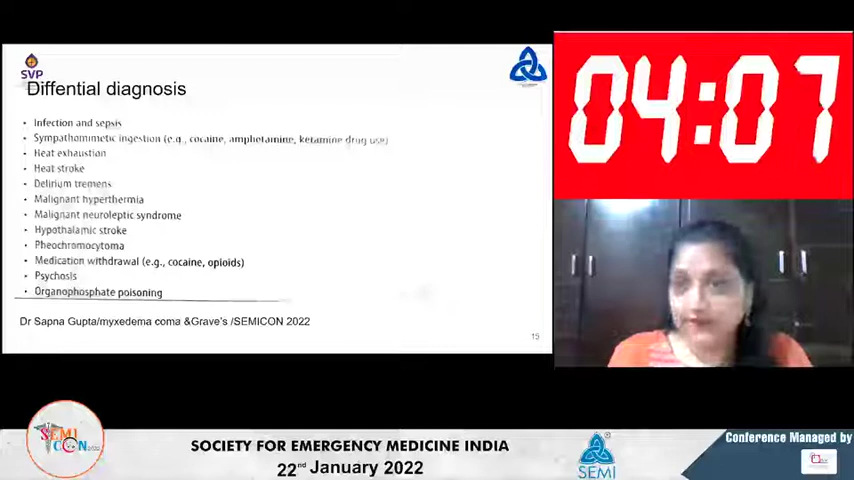 SVP
Diffential diagnosis
• Infection and sepsis
• Sympathomimetic ingestion (e.g., cocaine, amphetamine, ketamine drug use)
• Heat exhaustion
• Heat stroke
• Delirium tremens
• Malignant hyperthermia
• Malignant neuroleptic syndrome
• Hypothalamic stroke
• Pheochromocytoma
• Medication withdrawal (e.g., cocaine, opioids)
• Psychosis
• Organophosphate poisoning
Dr Sapna Gupta/myxedema coma &Grave's /SEMICON 2022
15
04:07
SEMI
CON 2022
SOCIETY FOR EMERGENCY MEDICINE INDIA
22nd January 2022
SEMI
Conference Managed by